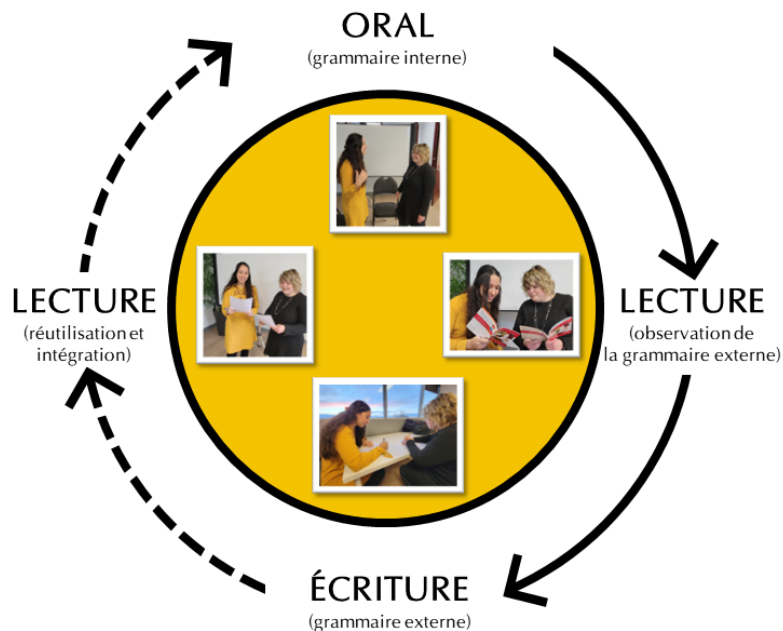 ORAL
(grammaire interne)
LECTURE
(observation de
la grammaire externe)
ÉCRITURE
(grammaire externe)
LECTURE
(réutilisation et
intégration)